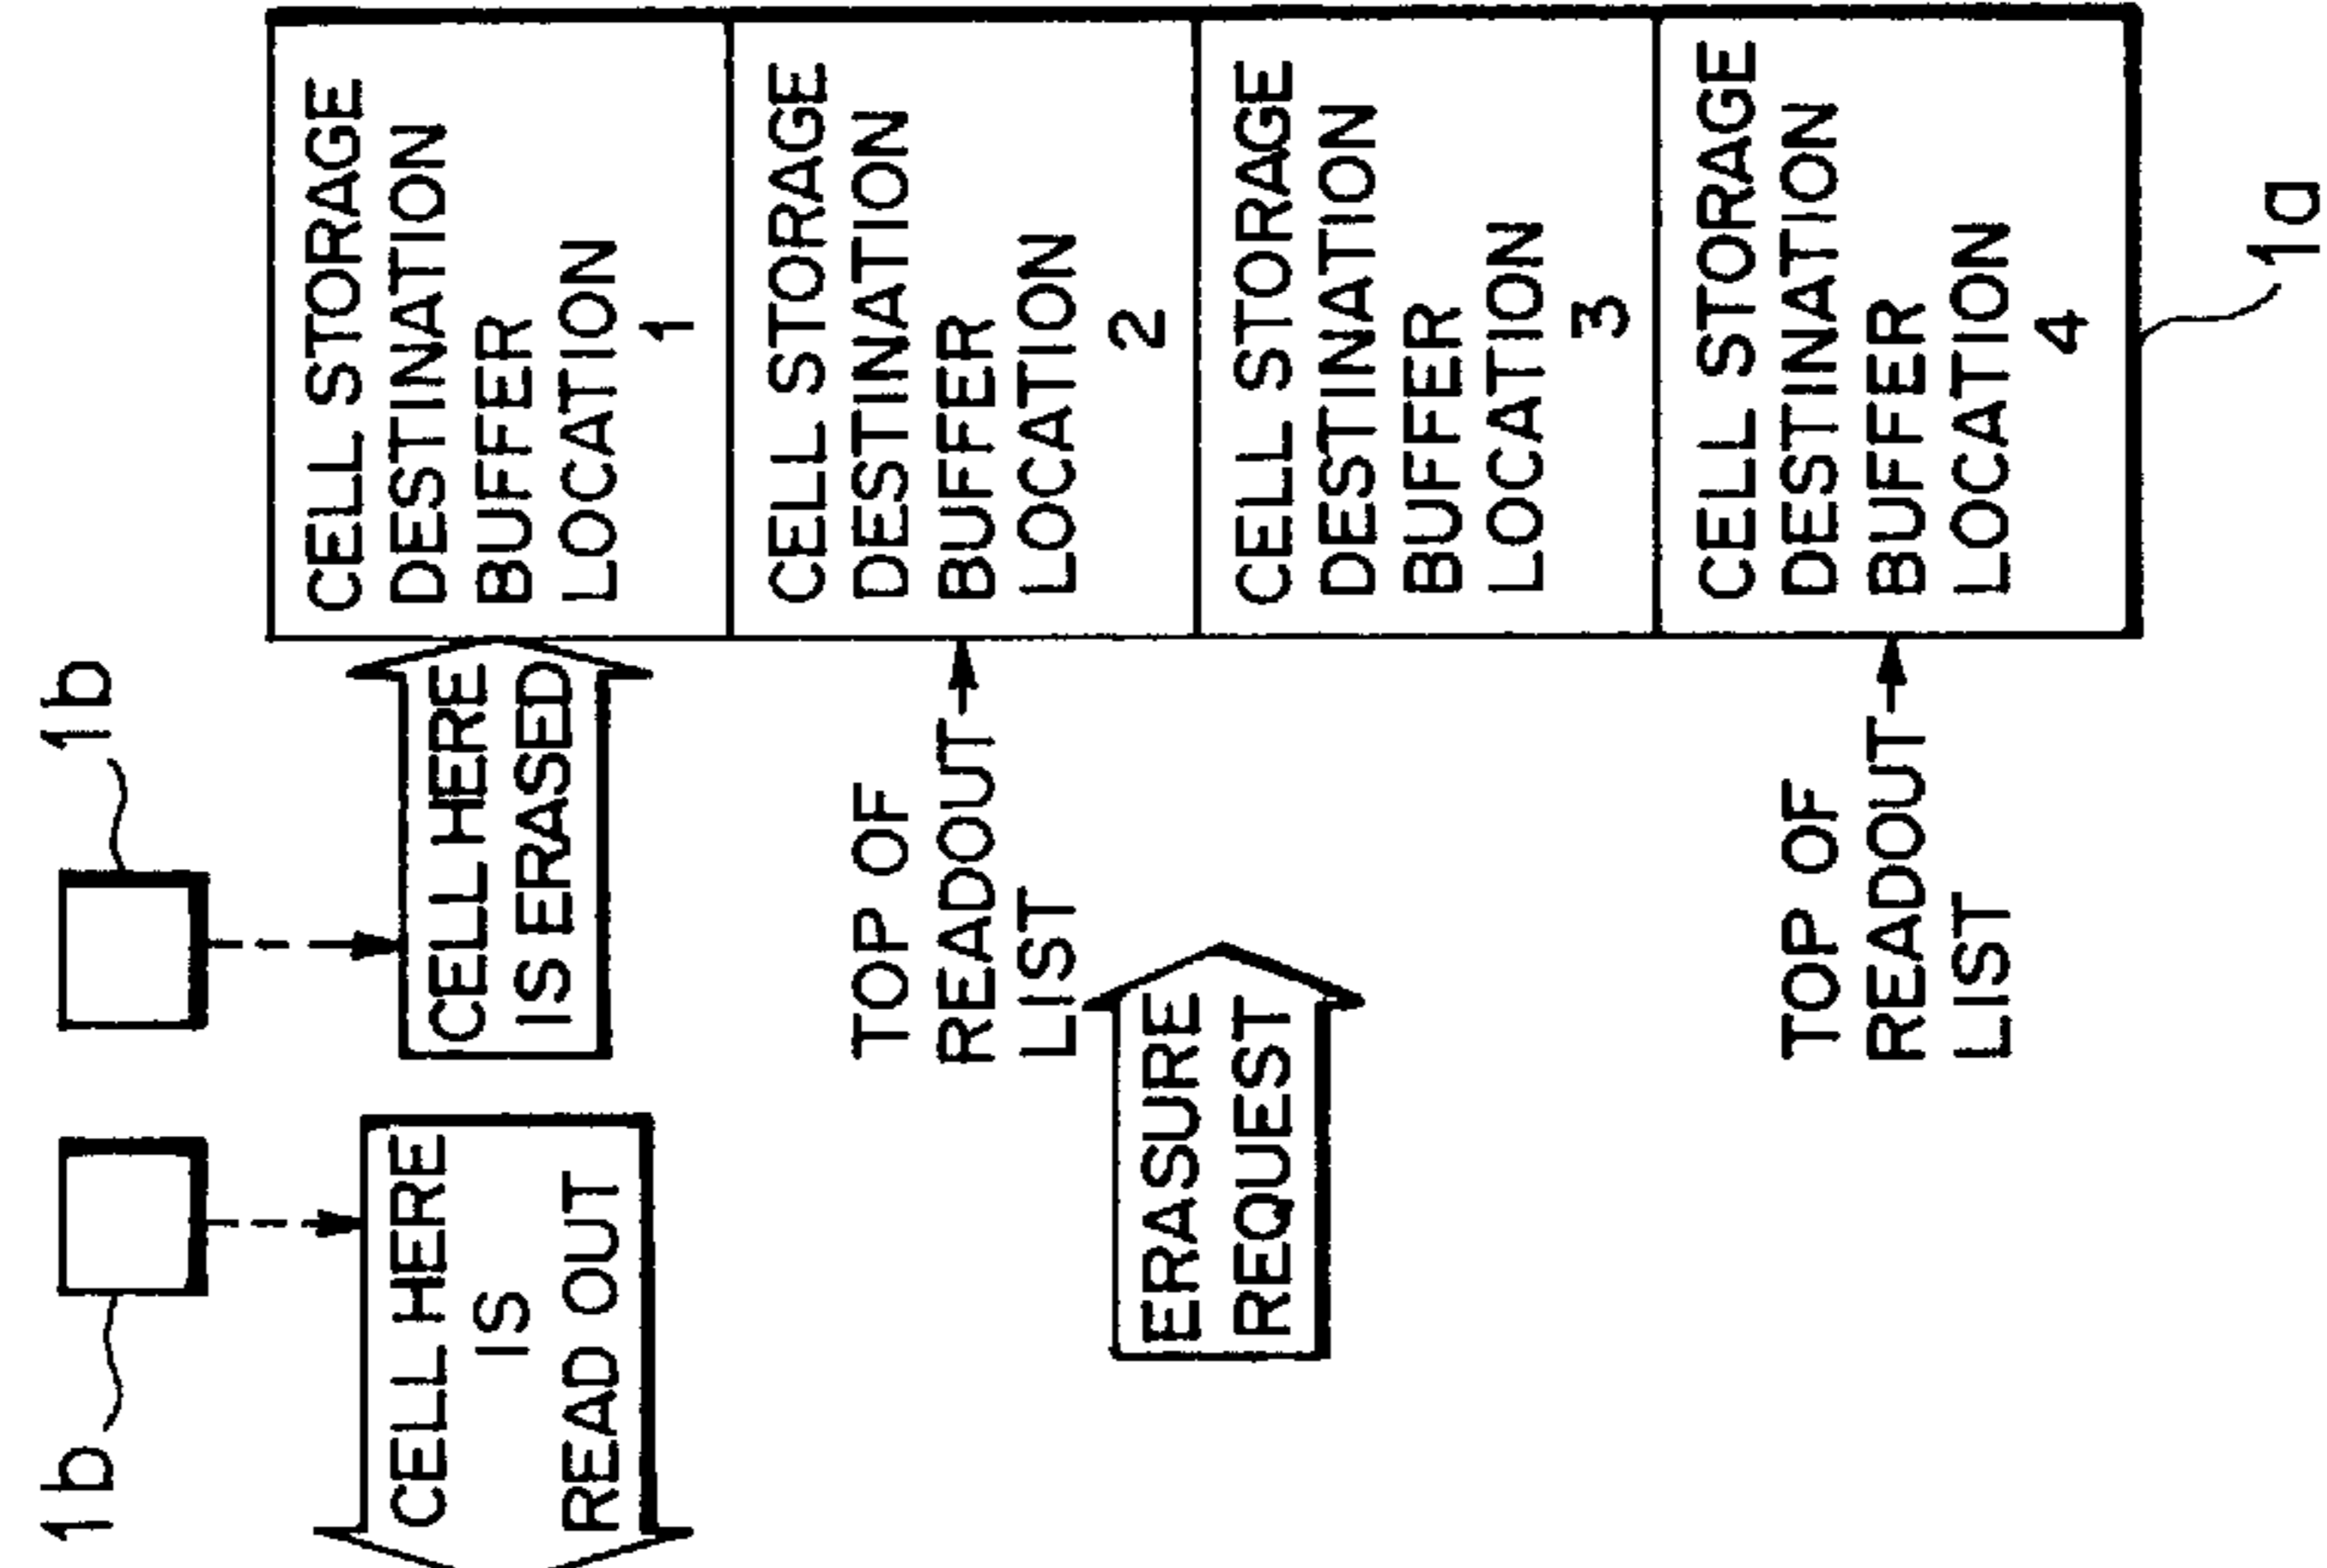 1b
1b
CELL HERE
IS
READ OUT
CELL HERE
IS ERASED
CELL STORAGE
DESTINATION
BUFFER
LOCATION
1
TOP OF
READOUT
LIST
CELL STORAGE
DESTINATION
BUFFER
LOCATION
2
ERASURE
REQUEST
CELL STORAGE
DESTINATION
BUFFER
LOCATION
3
TOP OF
READOUT
LIST
CELL STORAGE
DESTINATION
BUFFER
LOCATION
4
1a